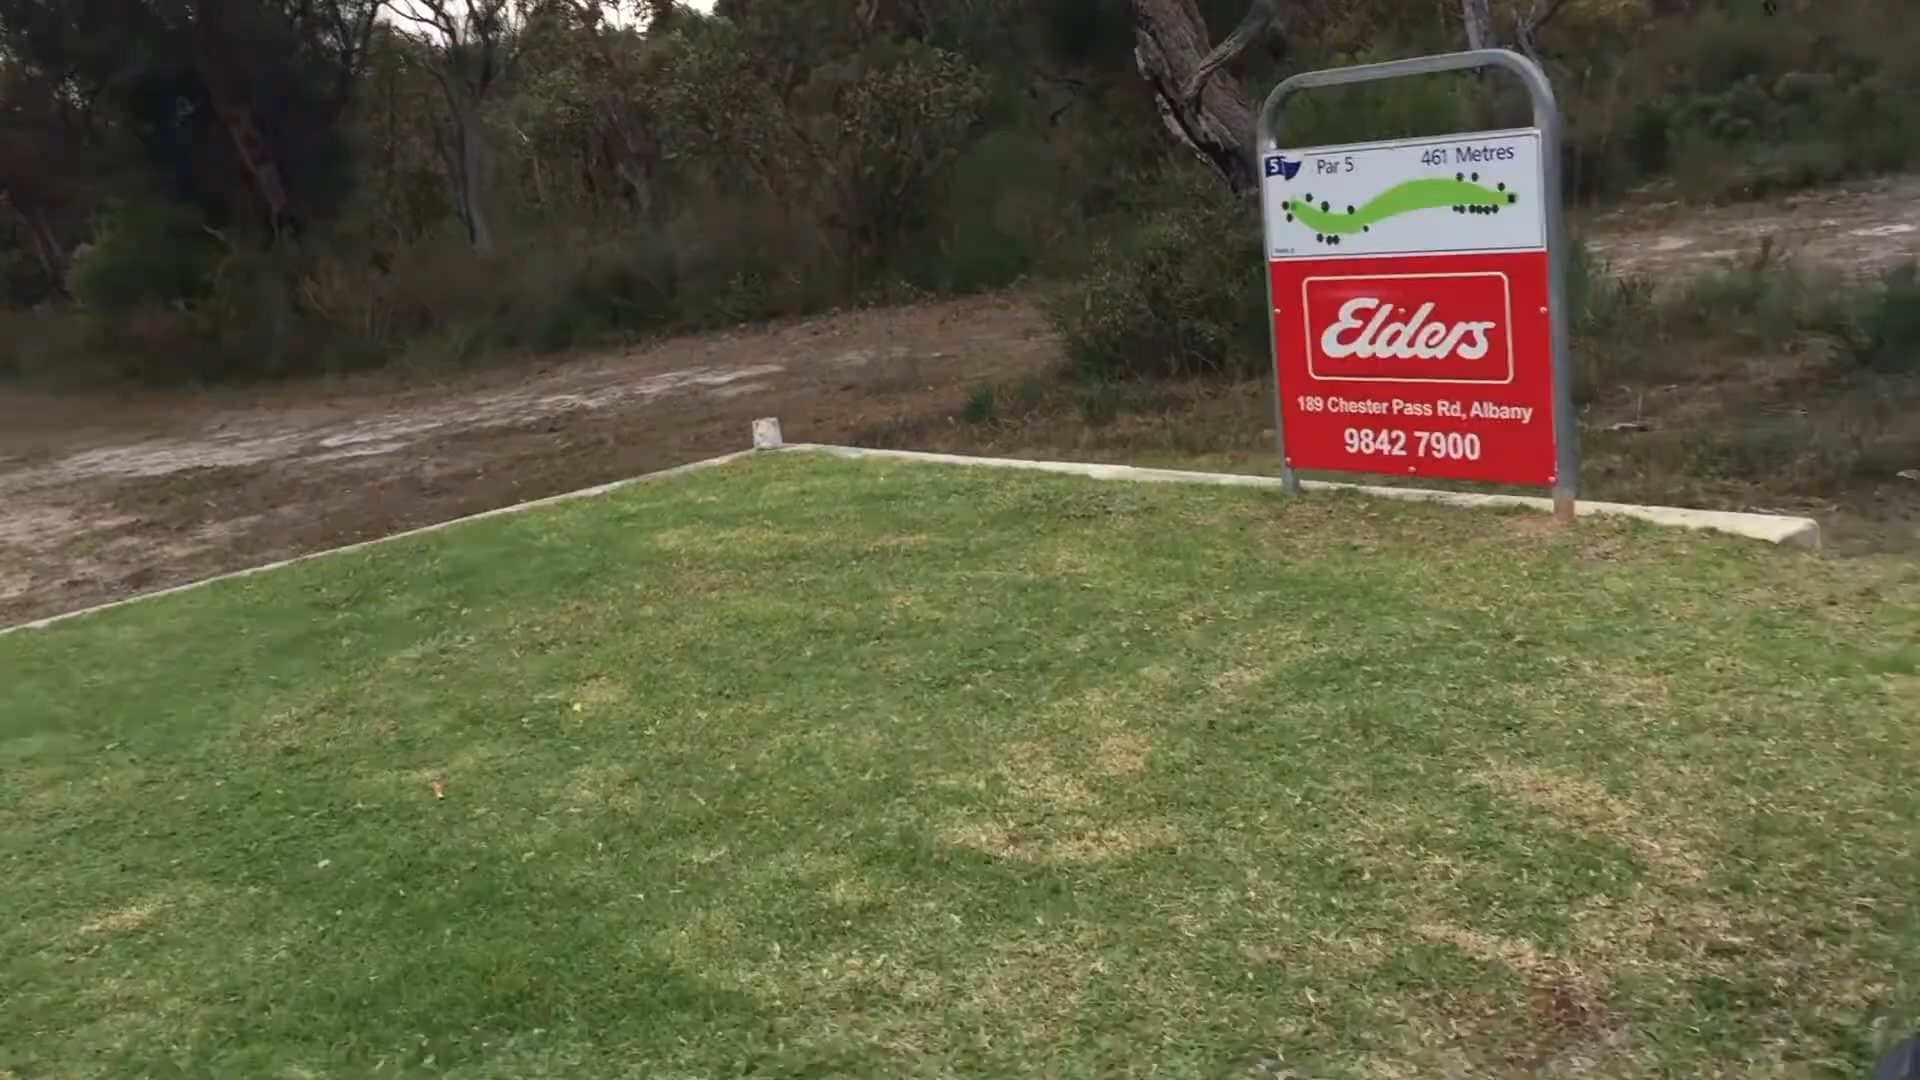 5 Par 5 461 Metres
Elders
189 Chester Pass Rd, Albany
9842 7900